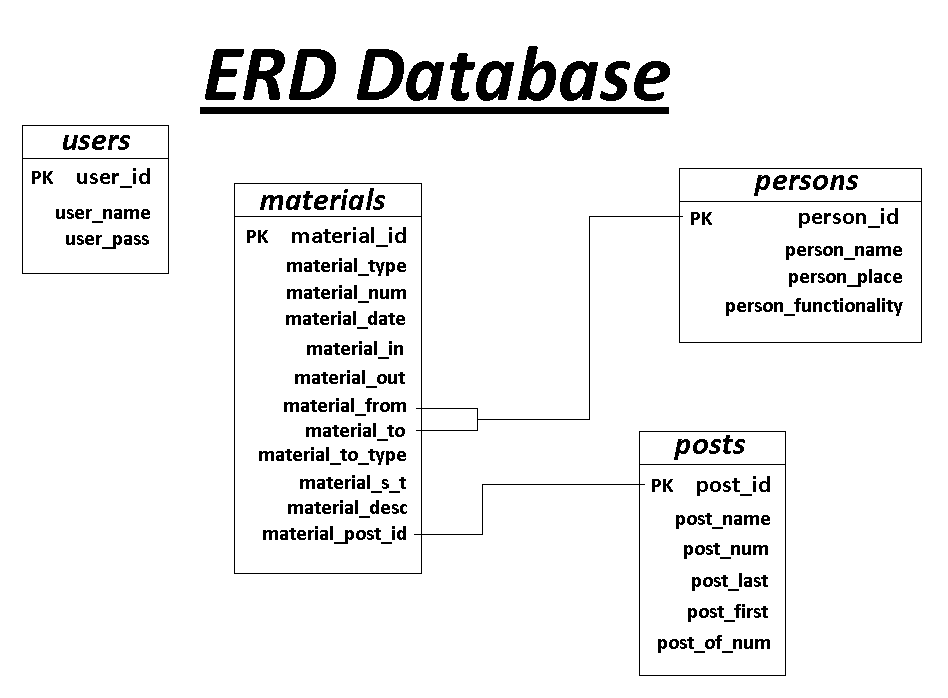 ERD Database
users
PK user_id
user_name
user_pass
materials
PK material_id
material_type
material_num
material_date
material_in
material_out
material_from
material_to
material_to_type
material_s_t
material_desc
material_post_id
persons
PK person_id
person_name
person_place
person_functionality
posts
PK post_id
post_name
post_num
post_last
post_first
post_of_num